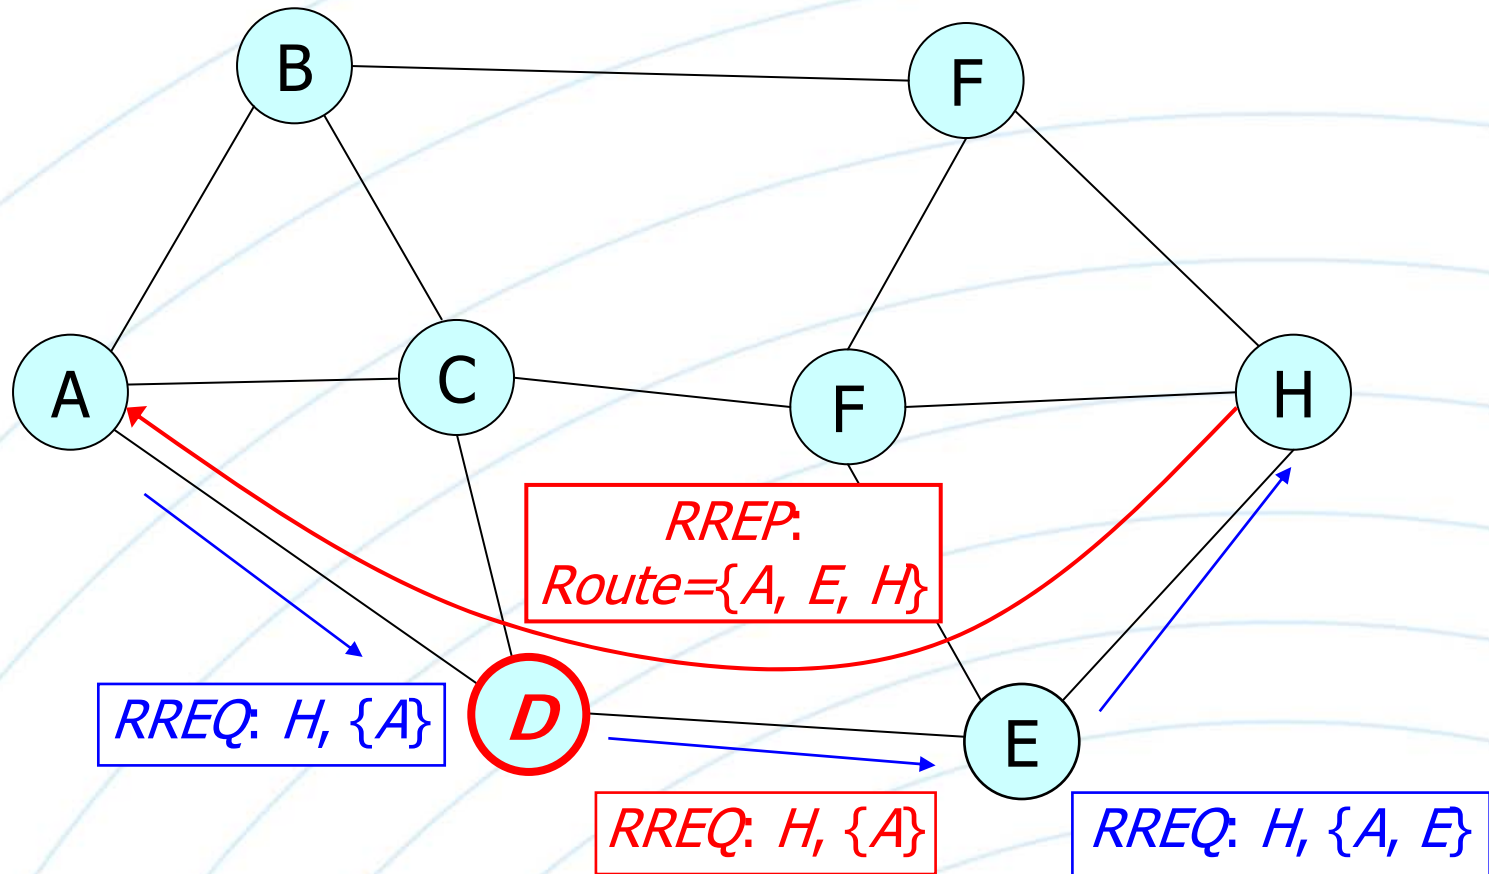 B
F
A
C
F
H
RREP:
Route={A, E, H}
RREQ: H, {A}
D
E
RREQ: H, {A}
RREQ: H, {A, E}